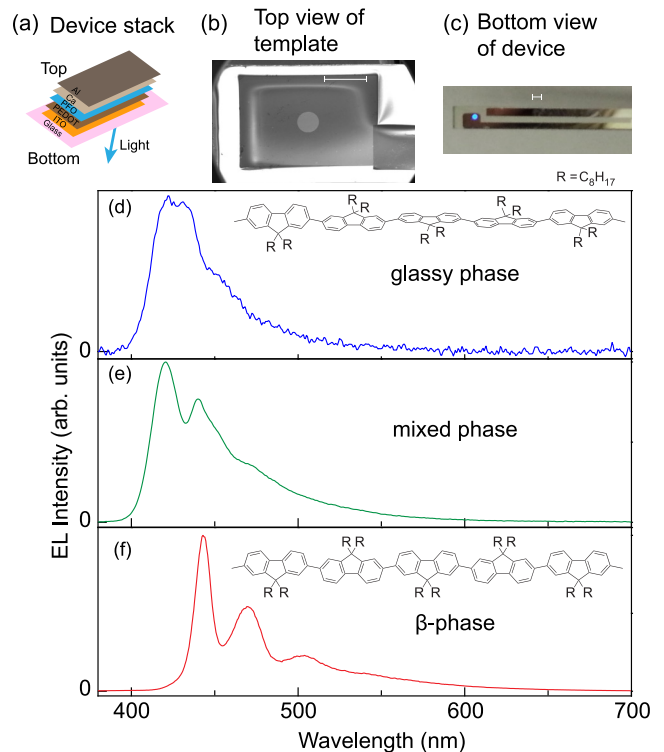 (a) Device stack
Top
Al
Ca
PFO
PEDOT
ITO
Glass
Bottom
Light
(b) Top view of
template
(c) Bottom view
of device
R = C₈H₁₇
EL Intensity (arb. units)
(d)
R R
R R
R R
R R
R R
glassy phase
0
(e)
mixed phase
0
(f)
R R
R R
R R
R R
R R
β-phase
0
400 500 600 700
Wavelength (nm)